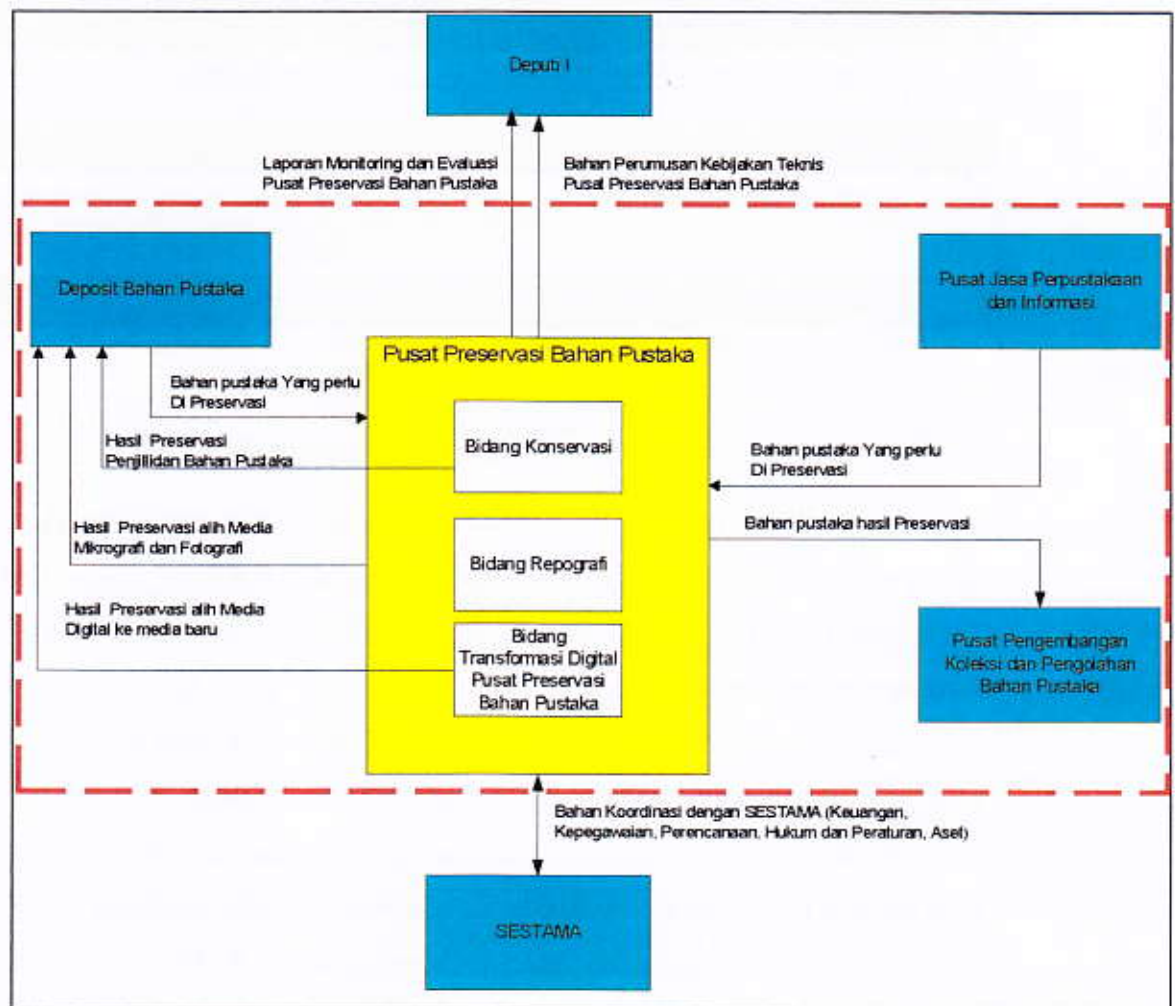 Deputi I
Laporan Monitoring dan Evaluasi
Pusat Preservasi Bahan Pustaka
Bahan Perumusan Kebijakan Teknis
Pusat Preservasi Bahan Pustaka
Deposit Bahan Pustaka
Pusat Jasa Perpustakaan
dan Informasi
Pusat Preservasi Bahan Pustaka
Bahan pustaka Yang perlu
Di Preservasi
Bidang Konservasi
Hasil Preservasi
Penjilidan Bahan Pustaka
Bahan pustaka Yang perlu
Di Preservasi
Bahan pustaka hasil Preservasi
Hasil Preservasi alih Media
Mikrografi dan Fotografi
Bidang Repografi
Hasil Preservasi alih Media
Digital ke media baru
Bidang
Transformasi Digital
Pusat Preservasi
Bahan Pustaka
Pusat Pengembangan
Koleksi dan Pengolahan
Bahan Pustaka
Bahan Koordinasi dengan SESTAMA (Keuangan,
Kepegawaian, Perencanaan, Hukum dan Peraturan, Aset)
SESTAMA